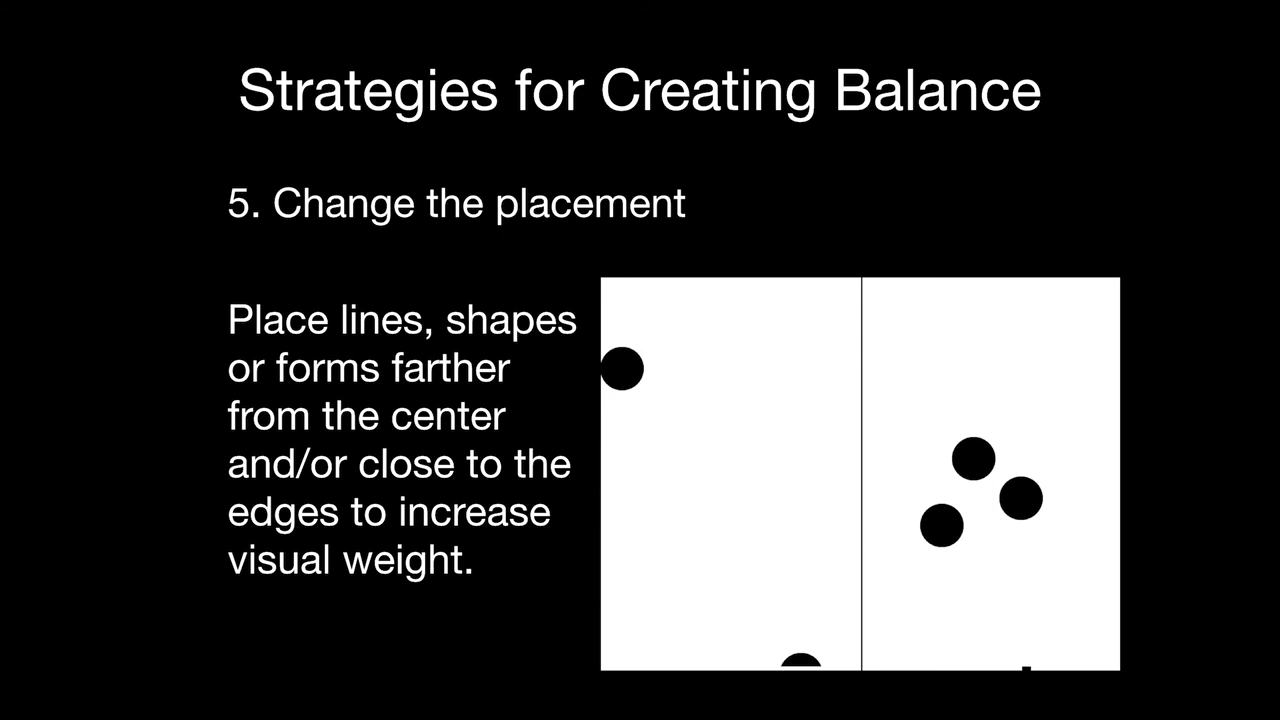 Strategies for Creating Balance
5. Change the placement
Place lines, shapes
or forms farther
from the center
and/or close to the
edges to increase
visual weight.